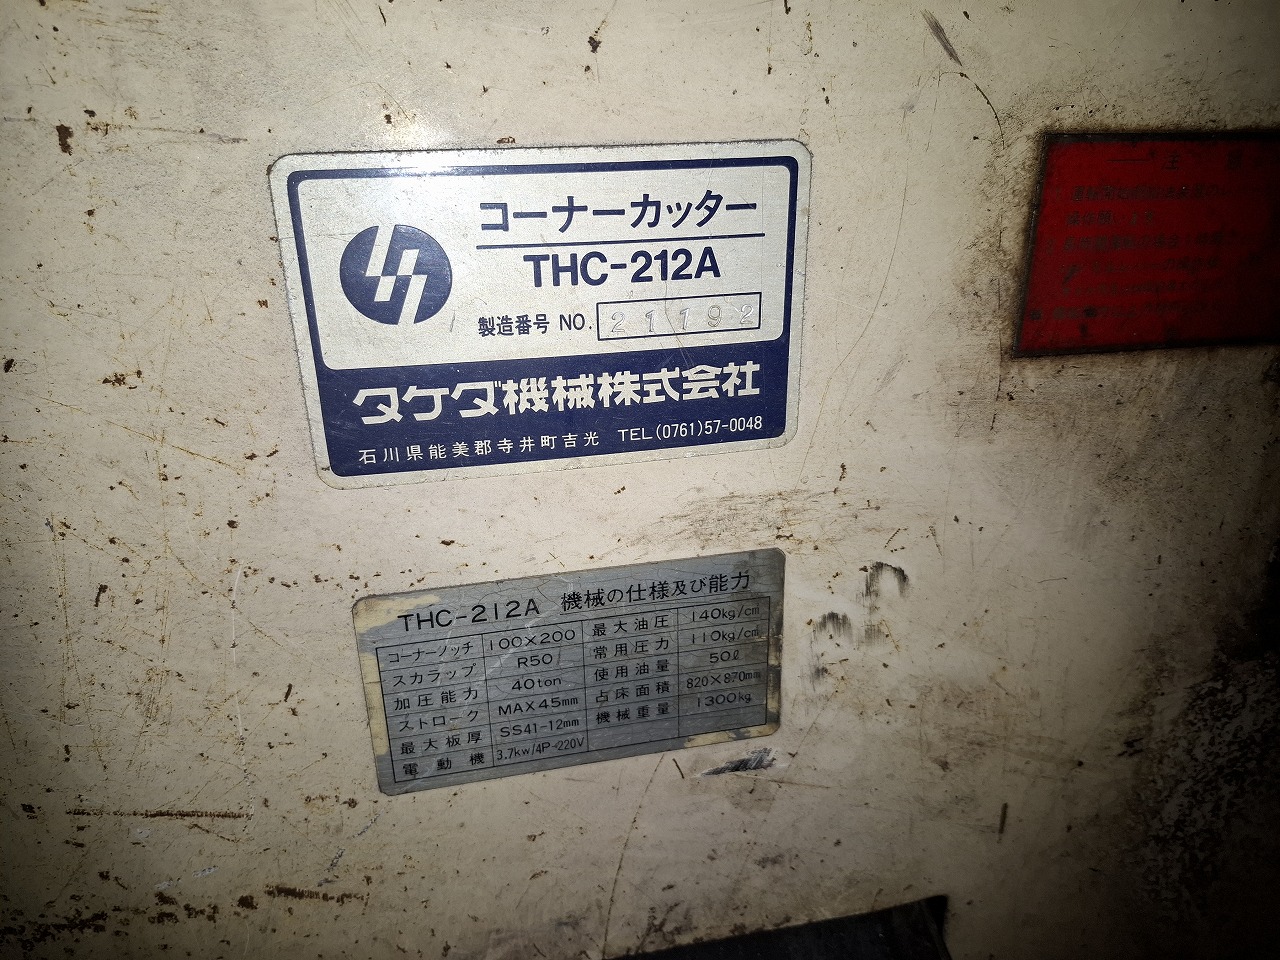 コーナーカッター
THC-212A
製造番号 NO. 21192
タケダ機械株式会社
石川県能美郡寺井町吉光 TEL(0761)57-0048
THC-212A 機械の仕様及び能力
コーナーノッチ 100×200 最大油圧 140kg/cm²
スカラップ R50 常用圧力 110kg/cm²
加圧能力 40ton 使用油量 50ℓ
ストローク MAX45mm 占床面積 820×870mm
最大板厚 SS41-12mm 機械重量 1300kg
電動機 3.7kw/4P-220V
注